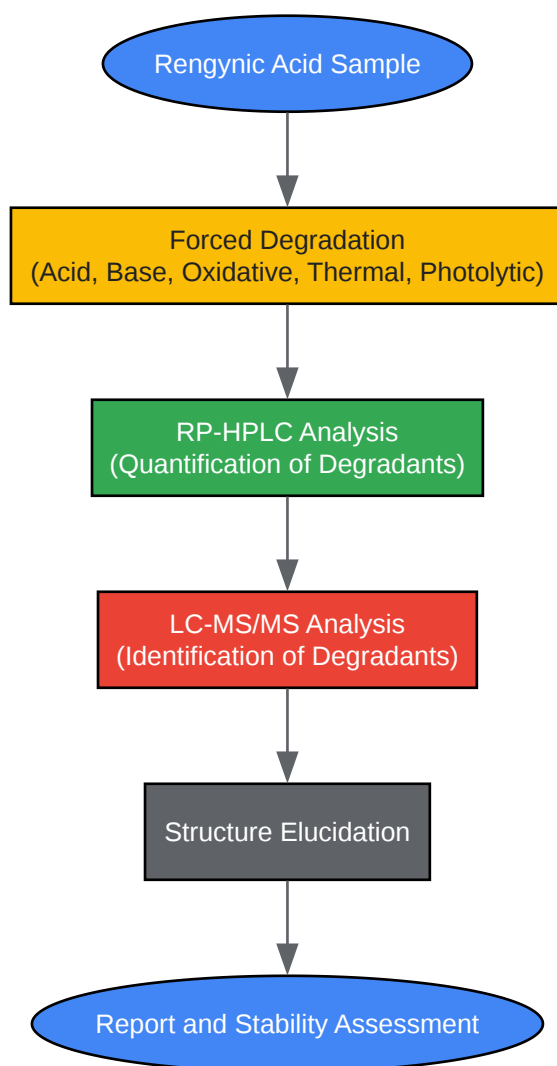 Rengynic Acid Sample
Forced Degradation
(Acid, Base, Oxidative, Thermal, Photolytic)
RP-HPLC Analysis
(Quantification of Degradants)
LC-MS/MS Analysis
(Identification of Degradants)
Structure Elucidation
Report and Stability Assessment